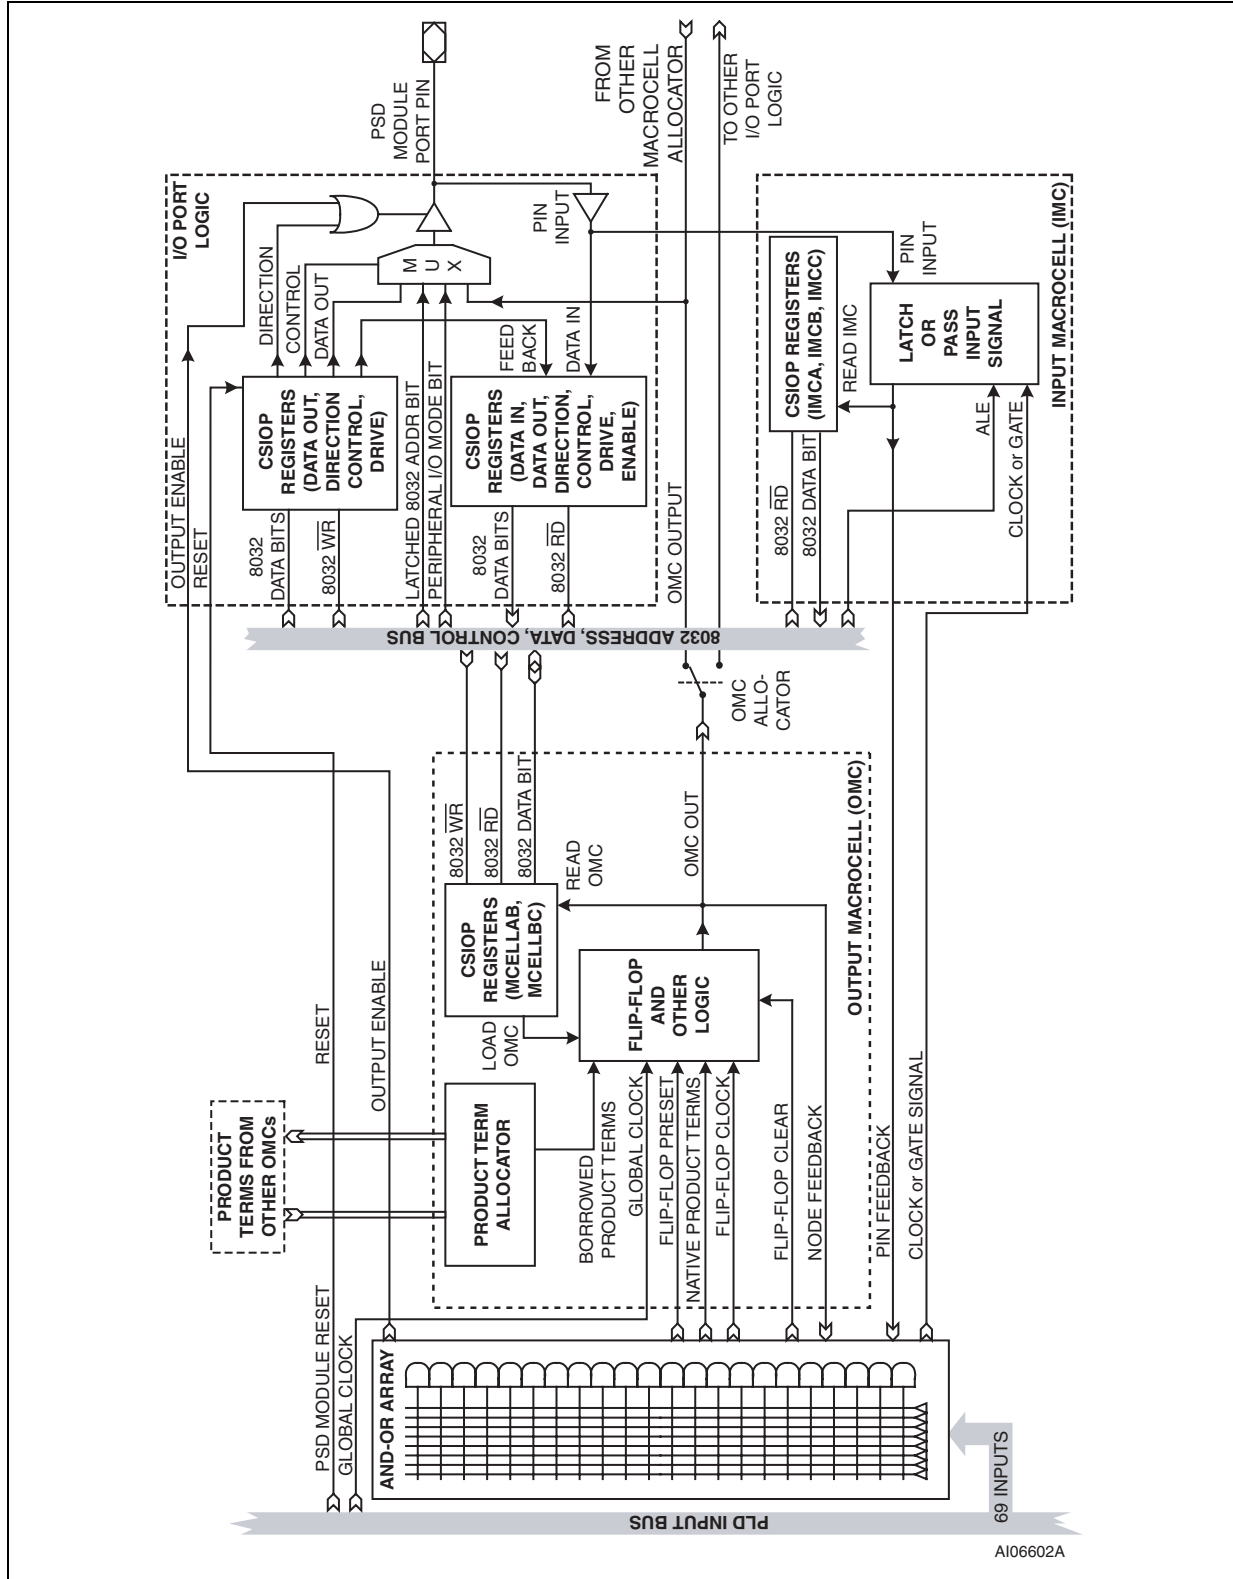 PLD INPUT BUS
69 INPUTS
AI06602A
PSD MODULE RESET
GLOBAL CLOCK
AND-OR ARRAY
PRODUCT
TERMS FROM
OTHER OMCs
RESET
OUTPUT ENABLE
PRODUCT TERM
ALLOCATOR
BORROWED
PRODUCT TERMS
GLOBAL CLOCK
FLIP-FLOP PRESET
NATIVE PRODUCT TERMS
FLIP-FLOP CLOCK
FLIP-FLOP CLEAR
NODE FEEDBACK
PIN FEEDBACK
CLOCK or GATE SIGNAL
CSIOP
REGISTERS
(MCELLAB,
MCELLBC)
LOAD
OMC
FLIP-FLOP
AND
OTHER
LOGIC
READ
OMC
8032 WR
8032 RD
8032 DATA BIT
OMC OUT
OUTPUT MACROCELL (OMC)
OMC
ALLO-
CATOR
8032 ADDRESS, DATA, CONTROL BUS
OUTPUT ENABLE
RESET
8032
DATA BITS
8032 WR
LATCHED 8032 ADDR BIT
PERIPHERAL I/O MODE BIT
8032
DATA BITS
8032 RD
OMC OUTPUT
CSIOP
REGISTERS
(DATA OUT,
DIRECTION
CONTROL,
DRIVE)
CSIOP
REGISTERS
(DATA IN,
DATA OUT,
DIRECTION,
CONTROL,
DRIVE,
ENABLE)
DIRECTION
CONTROL
DATA OUT
FEED
BACK
DATA IN
I/O PORT
LOGIC
M
U
X
PIN
INPUT
PSD
MODULE
PORT PIN
FROM
OTHER
MACROCELL
ALLOCATOR
TO OTHER
I/O PORT
LOGIC
8032 RD
8032 DATA BIT
CSIOP REGISTERS
(IMCA, IMCB, IMCC)
READ IMC
PIN
INPUT
LATCH
OR
PASS
INPUT
SIGNAL
ALE
CLOCK or GATE
INPUT MACROCELL (IMC)